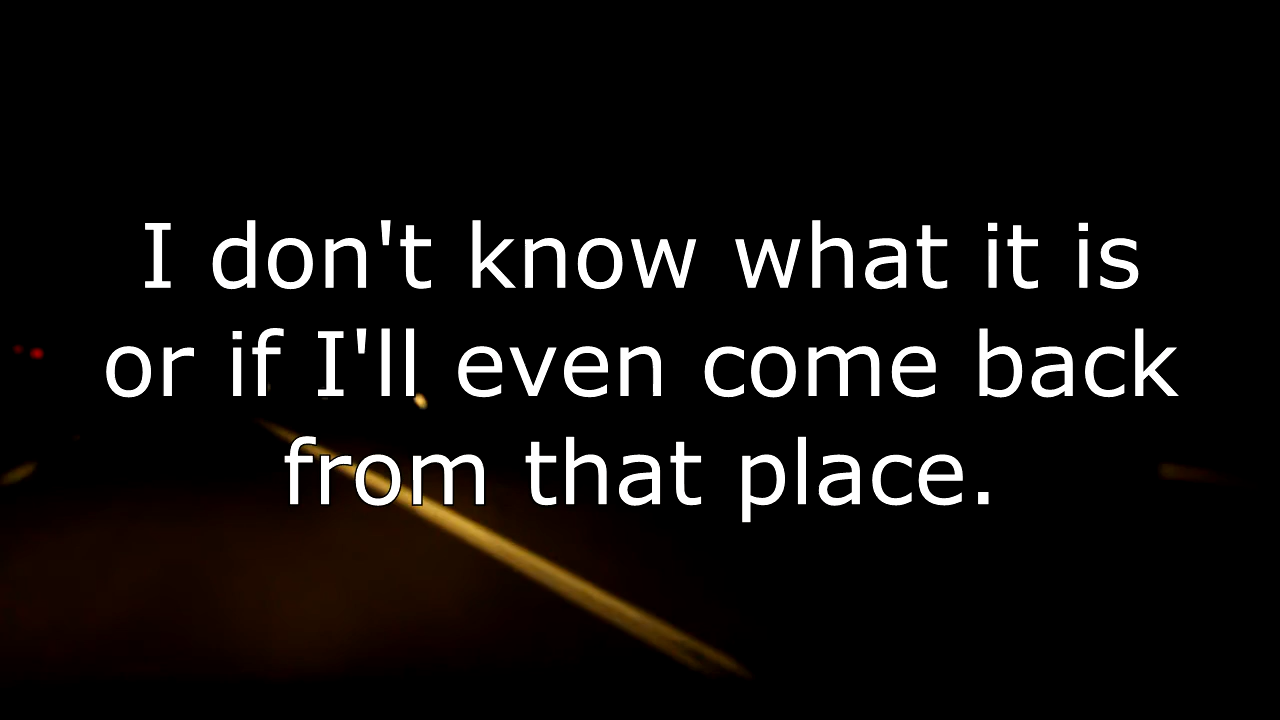 I don't know what it is
or if I'll even come back
from that place.